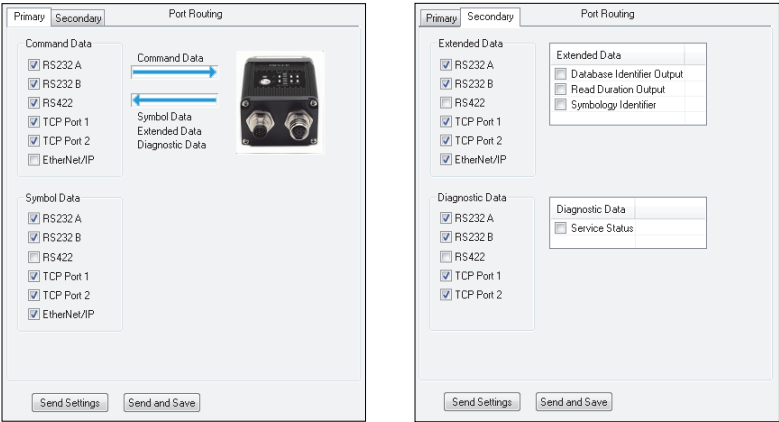 Primary Secondary Port Routing
Command Data
RS232 A
RS232 B
RS422
TCP Port 1
TCP Port 2
EtherNet/IP
Command Data
Symbol Data
Extended Data
Diagnostic Data
Symbol Data
RS232 A
RS232 B
RS422
TCP Port 1
TCP Port 2
EtherNet/IP
Send Settings Send and Save
Primary Secondary Port Routing
Extended Data
RS232 A
RS232 B
RS422
TCP Port 1
TCP Port 2
EtherNet/IP
Extended Data
Database Identifier Output
Read Duration Output
Symbology Identifier
Diagnostic Data
RS232 A
RS232 B
RS422
TCP Port 1
TCP Port 2
Diagnostic Data
Service Status
Send Settings Send and Save